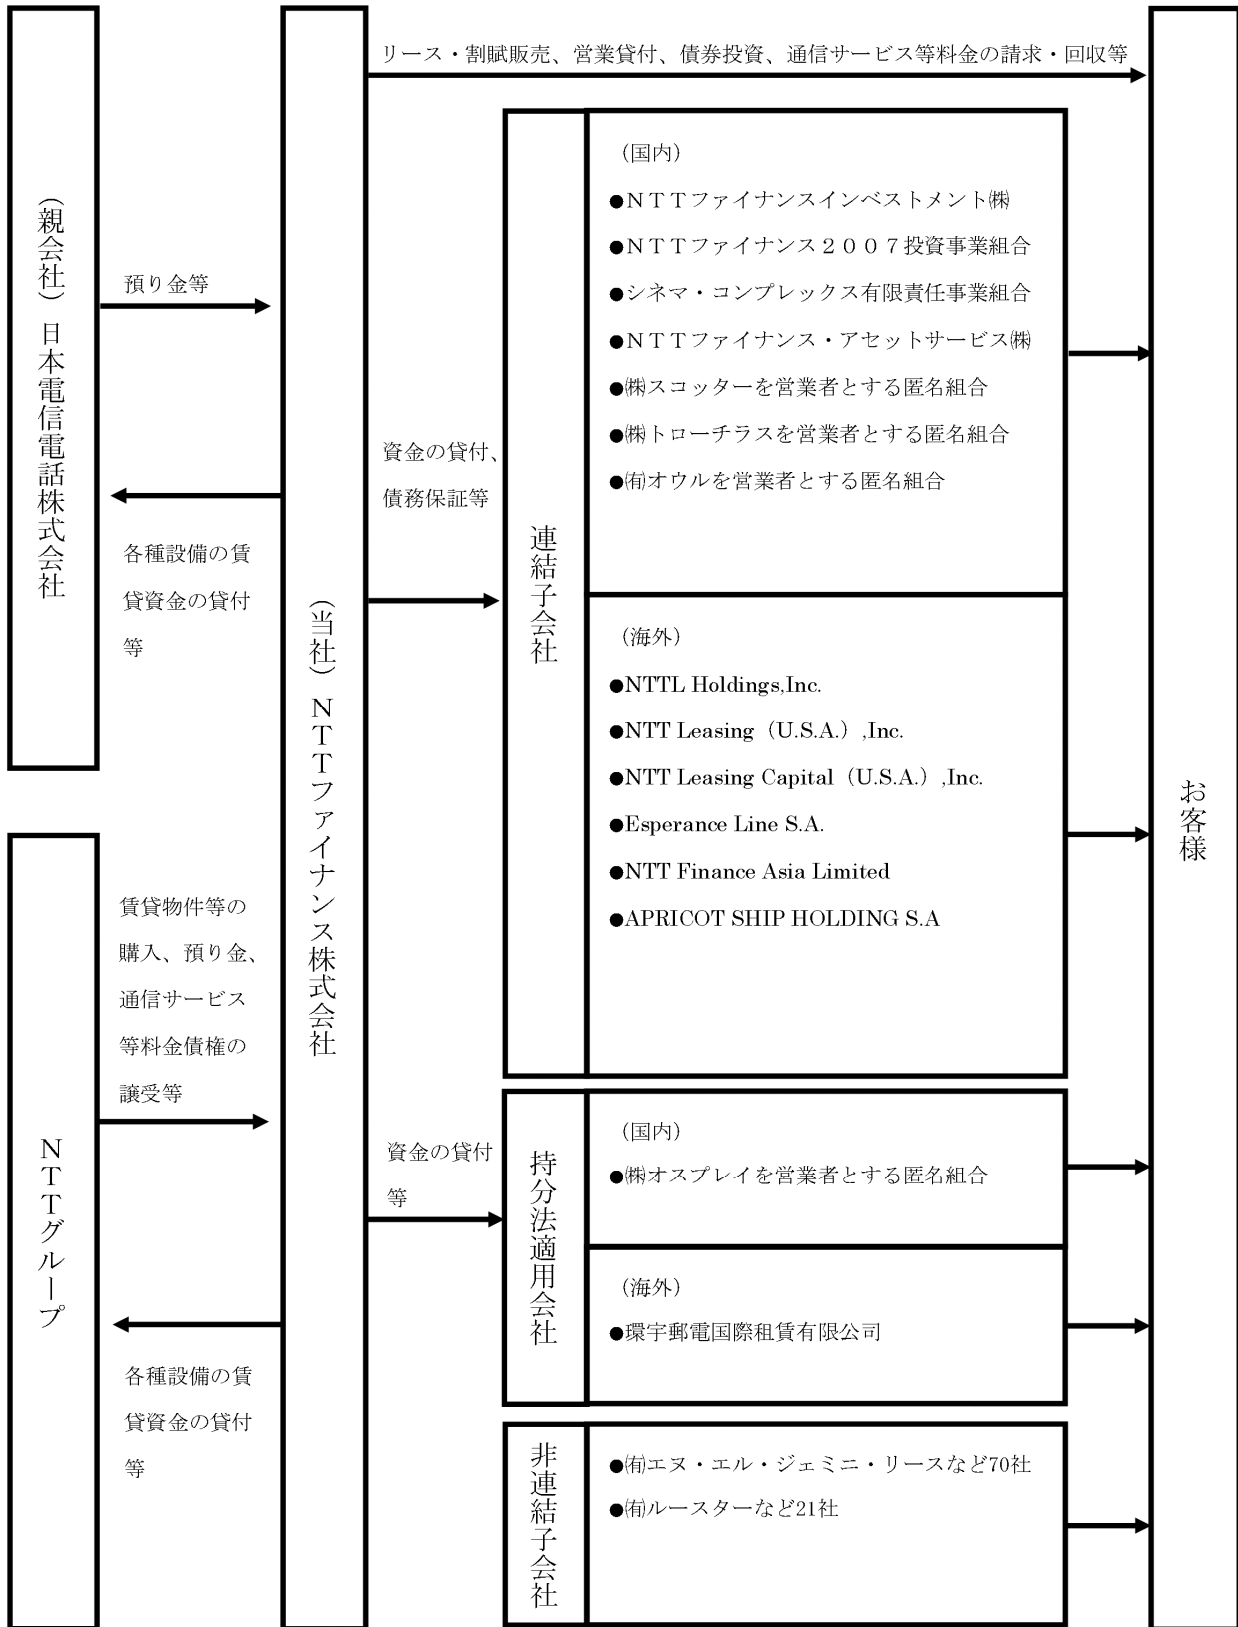 リース・割賦販売、営業貸付、債券投資、通信サービス等料金の請求・回収等
（親会社）日本電信電話株式会社
預り金等
各種設備の賃
貸資金の貸付
等
ＮＴＴグループ
賃貸物件等の
購入、預り金、
通信サービス
等料金債権の
譲受等
各種設備の賃
貸資金の貸付
等
（当社）ＮＴＴファイナンス株式会社
資金の貸付、
債務保証等
連結子会社
（国内）
●ＮＴＴファイナンスインベストメント㈱
●ＮＴＴファイナンス２００７投資事業組合
●シネマ・コンプレックス有限責任事業組合
●ＮＴＴファイナンス・アセットサービス㈱
●㈱スコッターを営業者とする匿名組合
●㈱トローチラスを営業者とする匿名組合
●㈲オウルを営業者とする匿名組合
（海外）
●NTTL Holdings,Inc.
●NTT Leasing（U.S.A.）,Inc.
●NTT Leasing Capital（U.S.A.）,Inc.
●Esperance Line S.A.
●NTT Finance Asia Limited
●APRICOT SHIP HOLDING S.A
資金の貸付
等
持分法適用会社
（国内）
●㈱オスプレイを営業者とする匿名組合
（海外）
●環宇郵電国際租賃有限公司
非連結子会社
●㈲エヌ・エル・ジェミニ・リースなど70社
●㈲ルースターなど21社
お客様